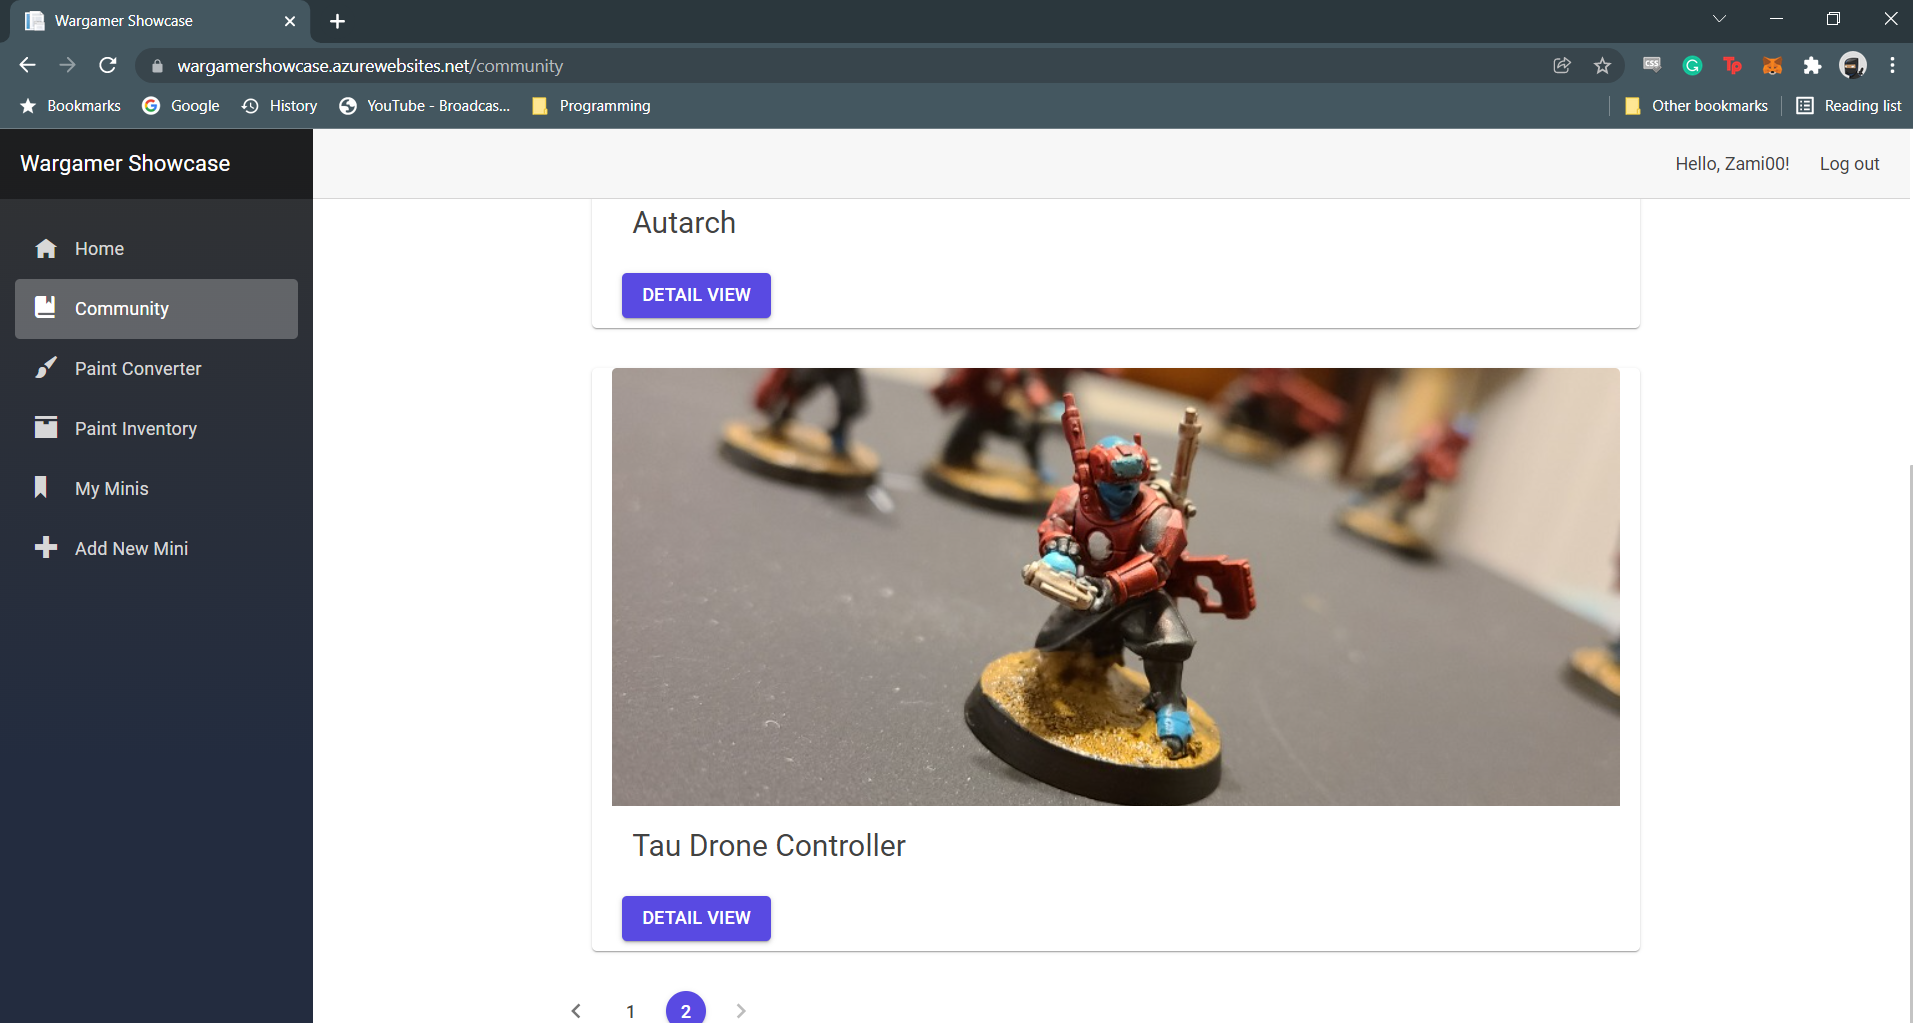 Wargamer Showcase
wargamershowcase.azurewebsites.net/community
CSS
G
Tp
Bookmarks
Google
History
YouTube - Broadcas...
Programming
Other bookmarks
Reading list
Wargamer Showcase
Hello, Zami00!
Log out
Home
Community
Paint Converter
Paint Inventory
My Minis
Add New Mini
Autarch
DETAIL VIEW
Tau Drone Controller
DETAIL VIEW
1
2